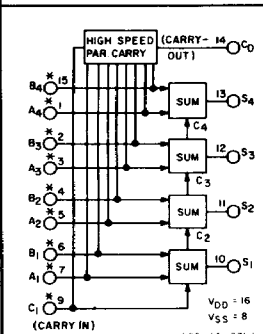 HIGH SPEED
PAR. CARRY
(CARRY-
OUT)
14
C0
* B4 15
* A4 1
SUM
13
S4
C4
* B3 2
* A3 3
SUM
12
S3
C3
* B2 4
* A2 5
SUM
11
S2
C2
* B1 6
* A1 7
SUM
10
S1
* C1 9
(CARRY IN)
VDD = 16
VSS = 8